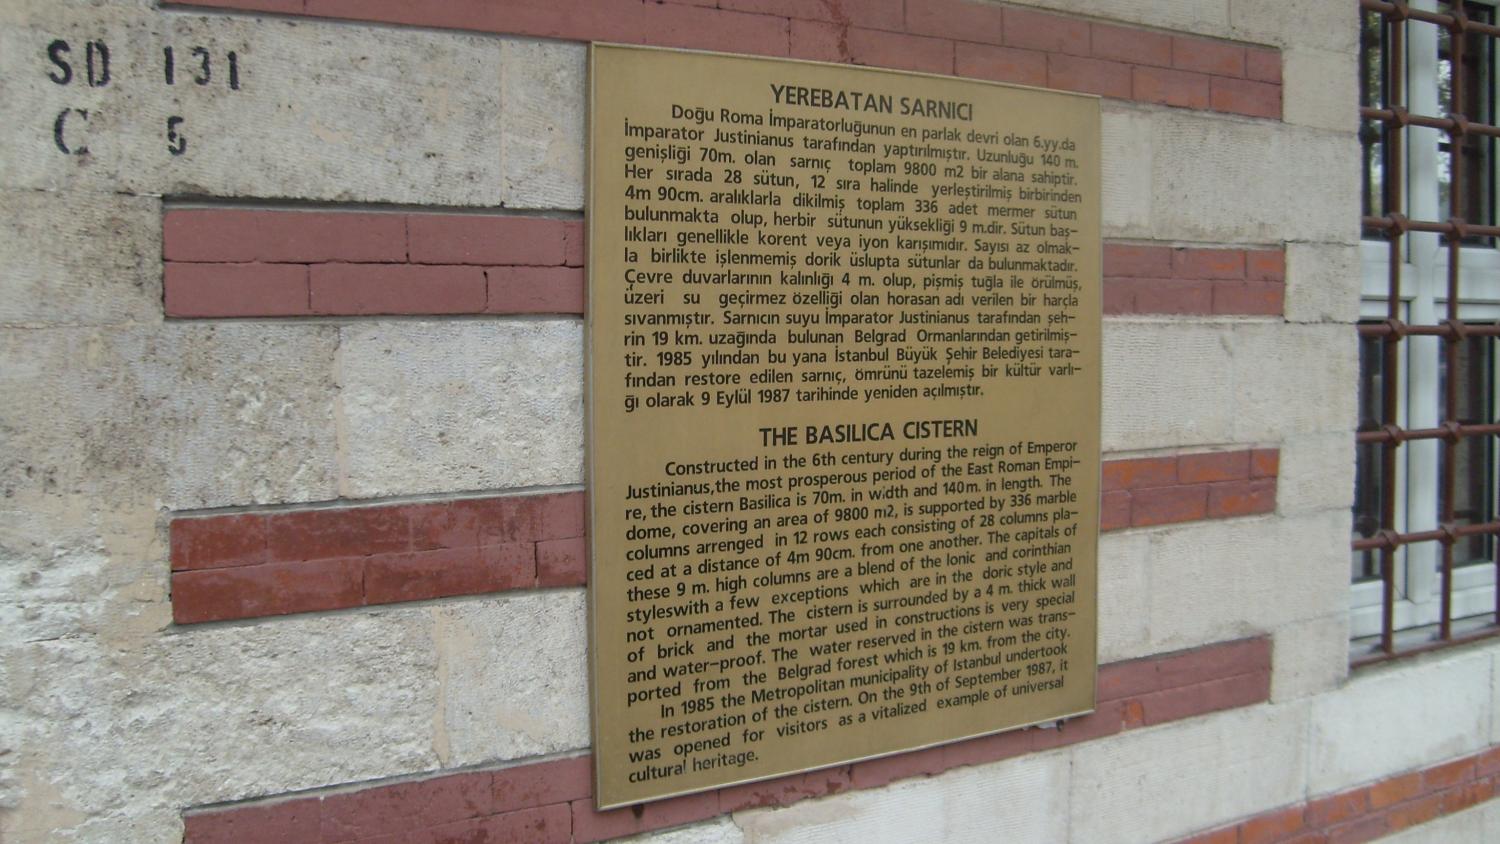 SD 131
C 5
YEREBATAN SARNICI
Doğu Roma İmparatorluğunun en parlak devri olan 6.yy.da
İmparator Justinianus tarafından yaptırılmıştır. Uzunluğu 140 m.
genişliği 70m. olan sarnıç toplam 9800 m2 bir alana sahiptir.
Her sırada 28 sütun, 12 sıra halinde yerleştirilmiş birbirinden
4m 90cm. aralıklarla dikilmiş toplam 336 adet mermer sütun
bulunmakta olup, herbir sütunun yüksekliği 9 m.dir. Sütun baş-
lıkları genellikle korent veya iyon karışımıdır. Sayısı az olmak-
la birlikte işlenmemiş dorik üslupta sütunlar da bulunmaktadır.
Çevre duvarlarının kalınlığı 4 m. olup, pişmiş tuğla ile örülmüş,
üzeri su geçirmez özelliği olan horasan adı verilen bir harçla
sıvanmıştır. Sarnıcın suyu İmparator Justinianus tarafından şeh-
rin 19 km. uzağında bulunan Belgrad Ormanlarından getirilmiş-
tir. 1985 yılından bu yana İstanbul Büyük Şehir Belediyesi tara-
fından restore edilen sarnıç, ömrünü tazelemiş bir kültür varlı-
ğı olarak 9 Eylül 1987 tarihinde yeniden açılmıştır.
THE BASILICA CISTERN
Constructed in the 6th century during the reign of Emperor
Justinianus,the most prosperous period of the East Roman Empi-
re, the cistern Basilica is 70m. in width and 140m. in length. The
dome, covering an area of 9800 m2, is supported by 336 marble
columns arrenged in 12 rows each consisting of 28 columns pla-
ced at a distance of 4m 90cm. from one another. The capitals of
these 9 m. high columns are a blend of the Ionic and corinthian
styleswith a few exceptions which are in the doric style and
not ornamented. The cistern is surrounded by a 4 m. thick wall
of brick and the mortar used in constructions is very special
and water-proof. The water reserved in the cistern was trans-
ported from the Belgrad forest which is 19 km. from the city.
In 1985 the Metropolitan municipality of Istanbul undertook
the restoration of the cistern. On the 9th of September 1987, it
was opened for visitors as a vitalized example of universal
cultural heritage.